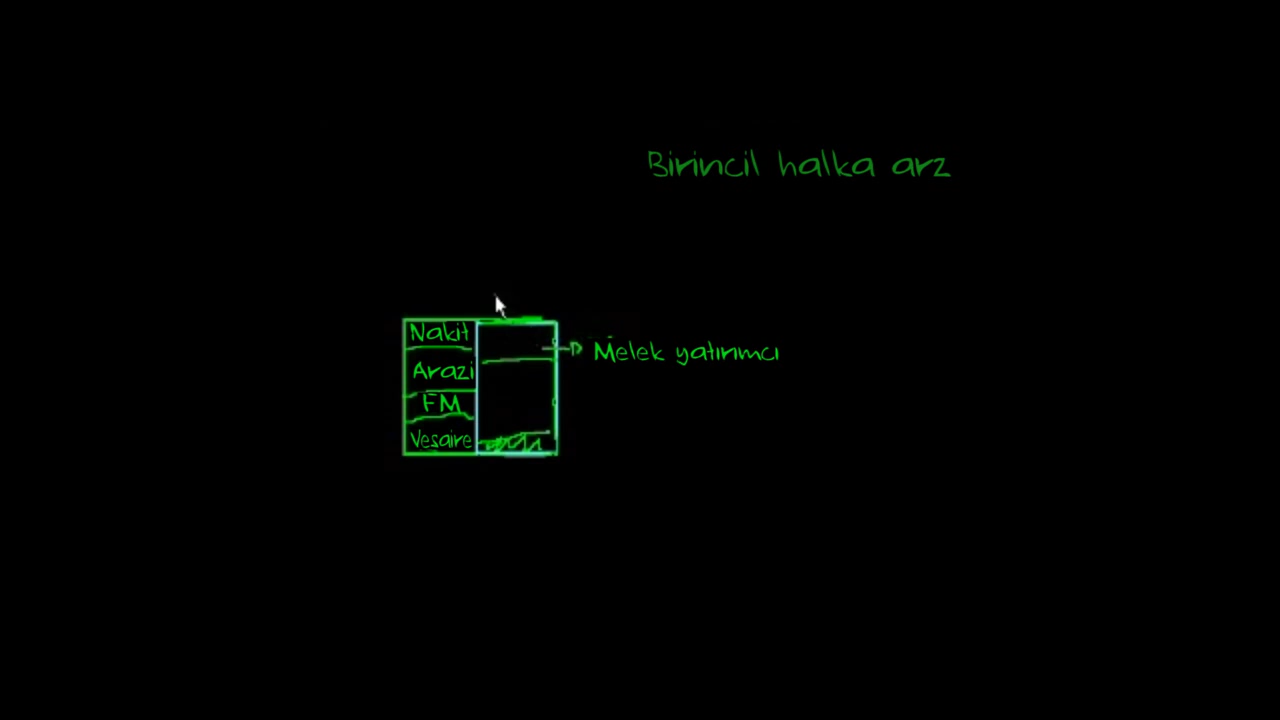 Birincil halka arz
Nakit
Melek yatırımcı
Arazi
FM
Vesaire